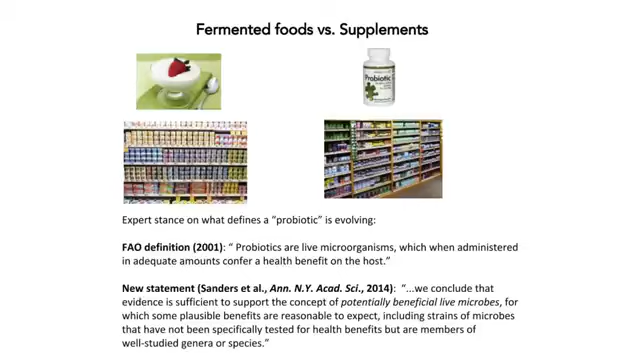 Fermented foods vs. Supplements
Probiotic
Expert stance on what defines a “probiotic” is evolving:
FAO definition (2001): “ Probiotics are live microorganisms, which when administered
in adequate amounts confer a health benefit on the host.”
New statement (Sanders et al., Ann. N.Y. Acad. Sci., 2014): “...we conclude that
evidence is sufficient to support the concept of potentially beneficial live microbes, for
which some plausible benefits are reasonable to expect, including strains of microbes
that have not been specifically tested for health benefits but are members of
well-studied genera or species.“